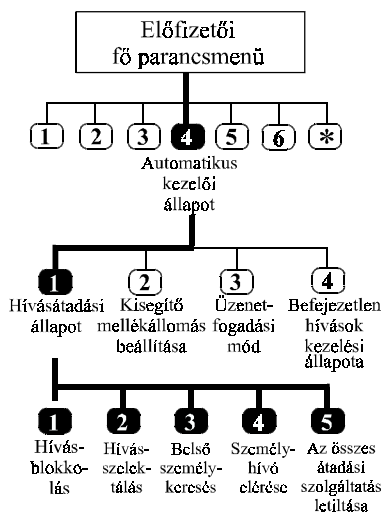 Előfizetői
fő parancsmenü
1 2 3 4 5 6 *
Automatikus
kezelői
állapot
1 2 3 4
Hívásátadási
állapot
Kisegítő
mellékállomás
beállítása
Üzenet-
fogadási
mód
Befejezetlen
hívások
kezelési
állapota
1 2 3 4 5
Hívás-
blokko-
lás
Hívás-
szelek-
tálás
Belső
személy-
keresés
Személy-
hívó
elérése
Az összes
átadási
szolgáltatás
letiltása